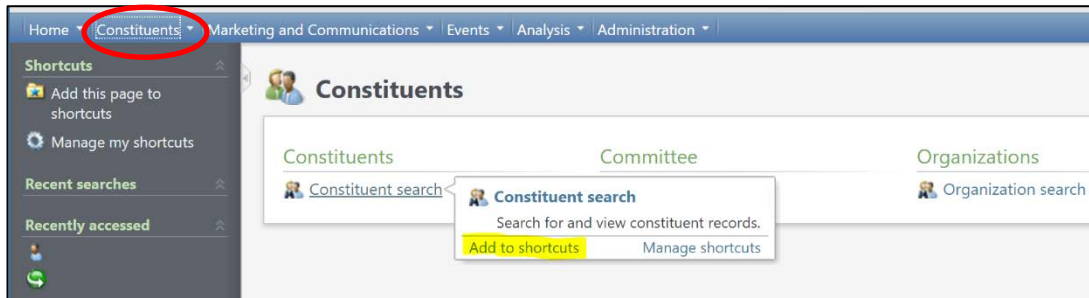 Home Constituents Marketing and Communications Events Analysis Administration
Shortcuts
Add this page to
shortcuts
Manage my shortcuts
Recent searches
Recently accessed
Constituents
Constituents
Constituent search
Committee
Organizations
Organization search
Constituent search
Search for and view constituent records.
Add to shortcuts Manage shortcuts